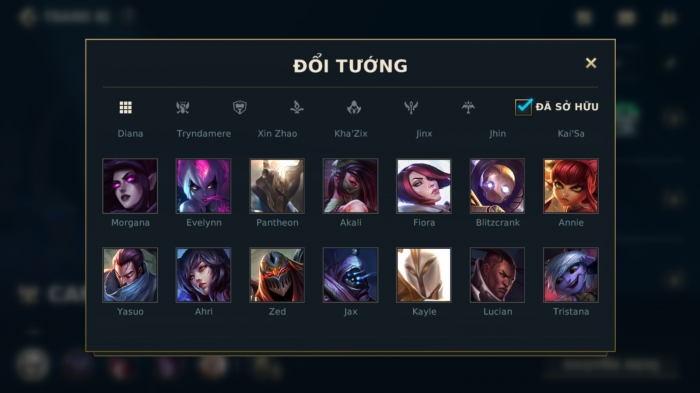 ĐỔI TƯỚNG
ĐÃ SỞ HỮU
Diana Tryndamere Xin Zhao Kha'Zix Jinx Jhin Kai'Sa
Morgana Evelynn Pantheon Akali Fiora Blitzcrank Annie
Yasuo Ahri Zed Jax Kayle Lucian Tristana